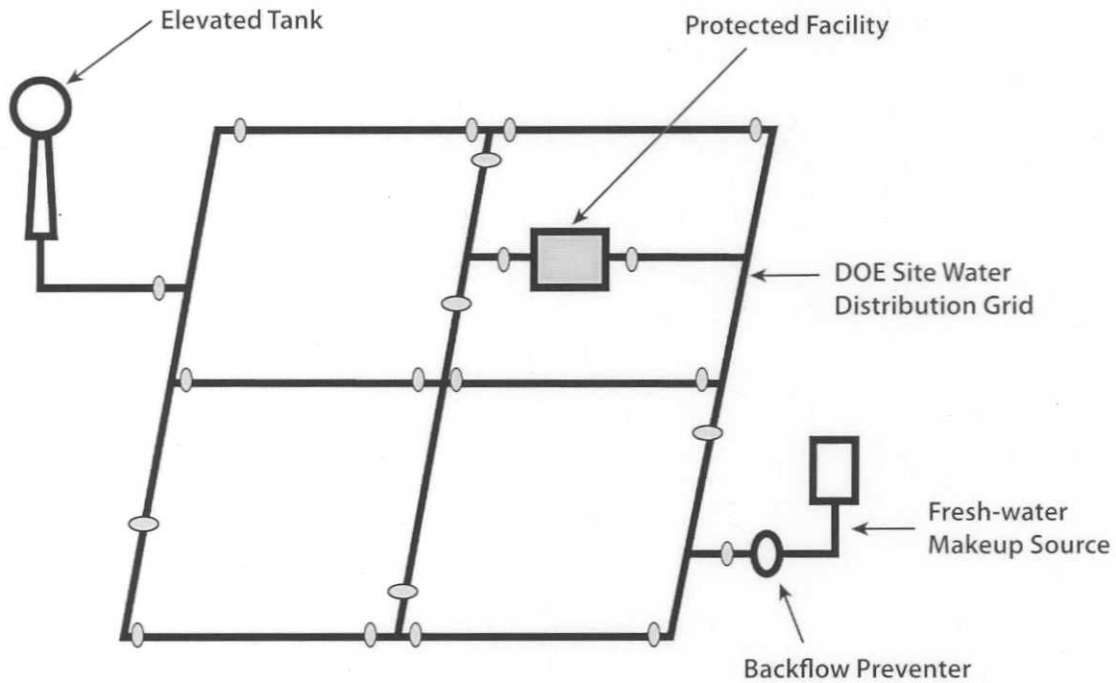 Elevated Tank
Protected Facility
DOE Site Water
Distribution Grid
Fresh-water
Makeup Source
Backflow Preventer